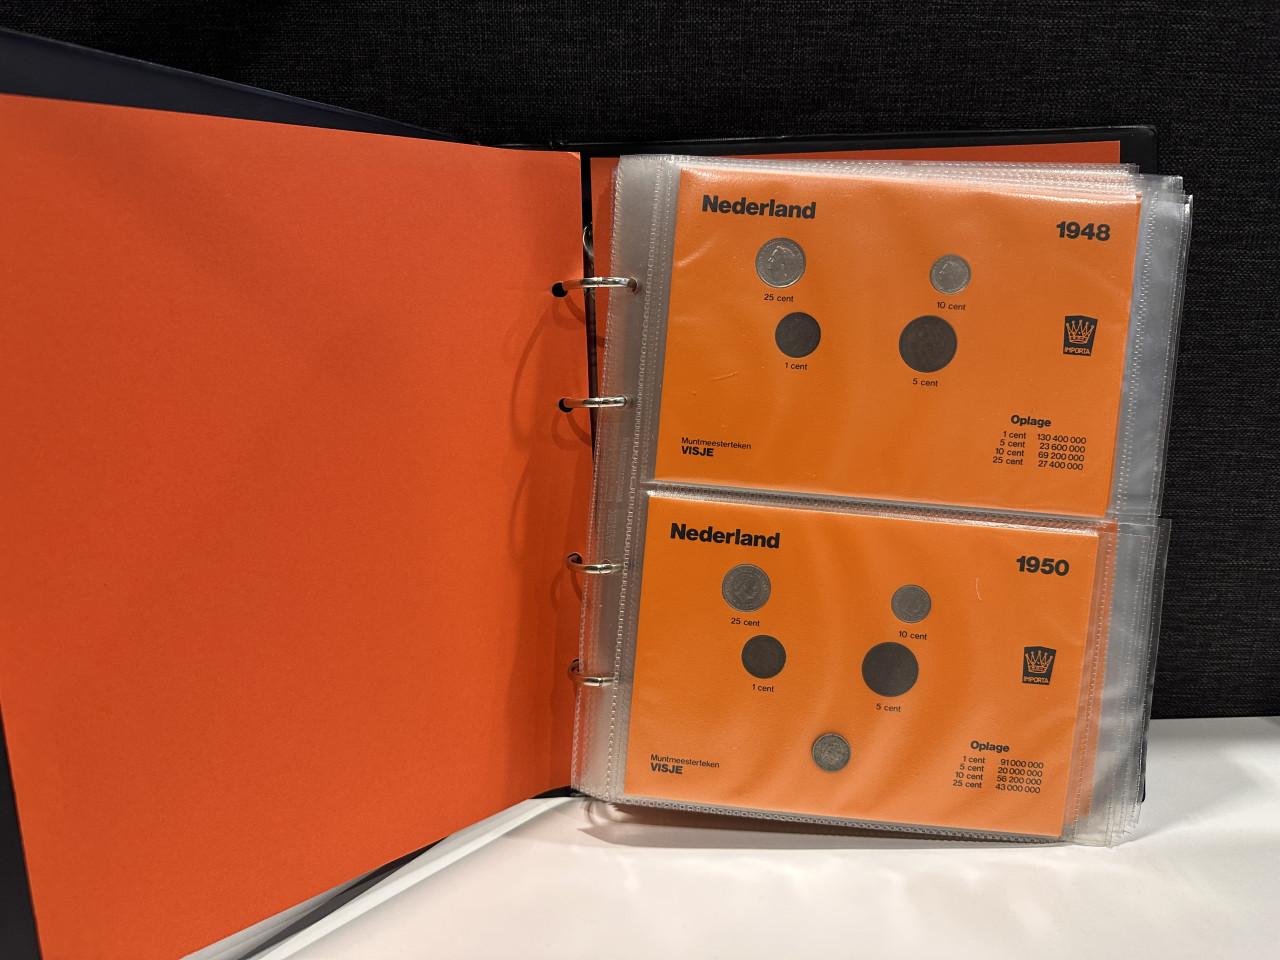 Nederland
1948
25 cent
10 cent
1 cent
5 cent
IMPORTA
Oplage
1 cent 130 400 000
5 cent 23 600 000
10 cent 69 200 000
25 cent 27 400 000
Muntmeesterteken
VISJE
Nederland
1950
25 cent
10 cent
1 cent
5 cent
IMPORTA
Oplage
1 cent 91 000 000
5 cent 20 000 000
10 cent 56 200 000
25 cent 43 000 000
Muntmeesterteken
VISJE